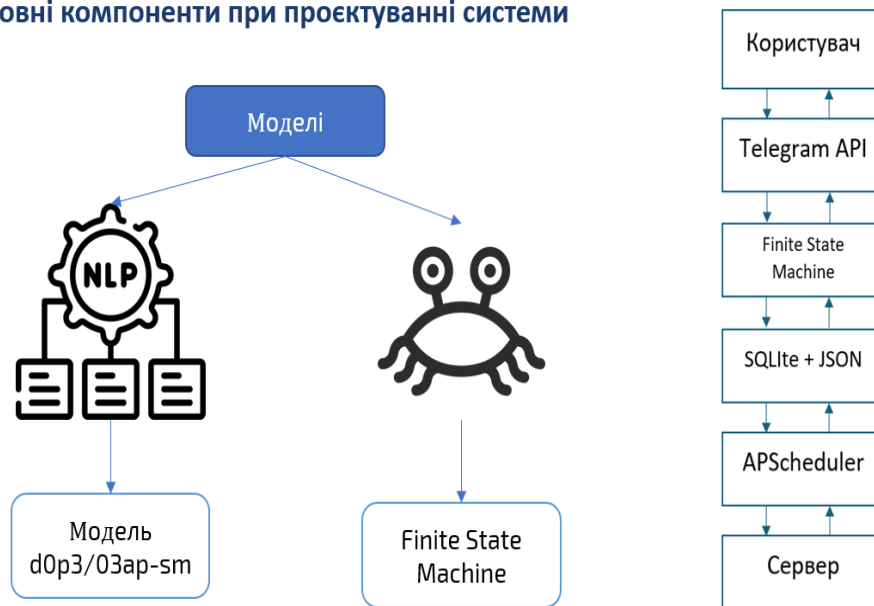 овні компоненти при проєктуванні системи
Моделі
NLP
Модель
d0p3/O3ap-sm
Finite State
Machine
Користувач
Telegram API
Finite State
Machine
SQLIte + JSON
APScheduler
Сервер